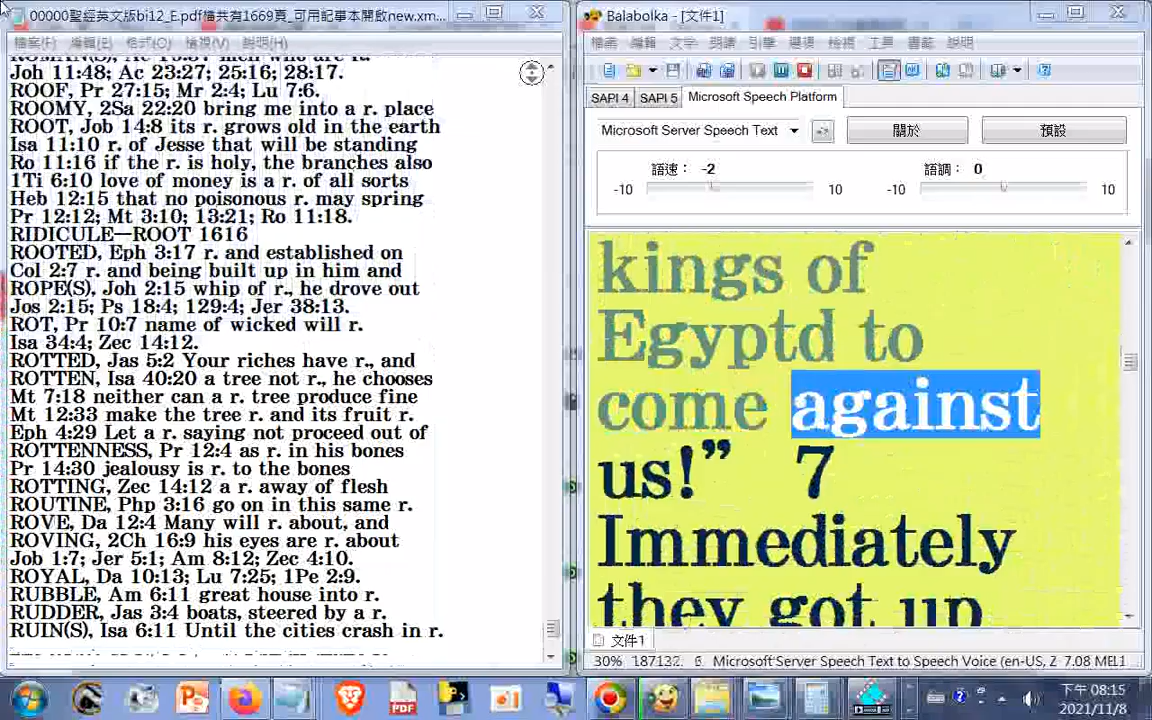 00000聖經英文版bi12_E.pdf檔共有1669頁_可用記事本開啟new.xm...
檔案(F) 編輯(E) 格式(O) 檢視(V) 說明(H)
Joh 11:48; Ac 23:27; 25:16; 28:17.
ROOF, Pr 27:15; Mr 2:4; Lu 7:6.
ROOMY, 2Sa 22:20 bring me into a r. place
ROOT, Job 14:8 its r. grows old in the earth
Isa 11:10 r. of Jesse that will be standing
Ro 11:16 if the r. is holy, the branches also
1Ti 6:10 love of money is a r. of all sorts
Heb 12:15 that no poisonous r. may spring
Pr 12:12; Mt 3:10; 13:21; Ro 11:18.
RIDICULE—ROOT 1616
ROOTED, Eph 3:17 r. and established on
Col 2:7 r. and being built up in him and
ROPE(S), Joh 2:15 whip of r., he drove out
Jos 2:15; Ps 18:4; 129:4; Jer 38:13.
ROT, Pr 10:7 name of wicked will r.
Isa 34:4; Zec 14:12.
ROTTED, Jas 5:2 Your riches have r., and
ROTTEN, Isa 40:20 a tree not r., he chooses
Mt 7:18 neither can a r. tree produce fine
Mt 12:33 make the tree r. and its fruit r.
Eph 4:29 Let a r. saying not proceed out of
ROTTENNESS, Pr 12:4 as r. in his bones
Pr 14:30 jealousy is r. to the bones
ROTTING, Zec 14:12 a r. away of flesh
ROUTINE, Php 3:16 go on in this same r.
ROVE, Da 12:4 Many will r. about, and
ROVING, 2Ch 16:9 his eyes are r. about
Job 1:7; Jer 5:1; Am 8:12; Zec 4:10.
ROYAL, Da 10:13; Lu 7:25; 1Pe 2:9.
RUBBLE, Am 6:11 great house into r.
RUDDER, Jas 3:4 boats, steered by a r.
RUIN(S), Isa 6:11 Until the cities crash in r.
Balabolka - [文件1]
檔案 編輯 文字 朗讀 引擎 選項 檢視 工具 書籤 說明
SAPI 4 SAPI 5 Microsoft Speech Platform
Microsoft Server Speech Text 關於 預設
語速： -2 語調： 0
-10 10 -10 10
kings of
Egyptd to
come against
us!” 7
Immediately
they got up
文件1
30% 187132. 6. Microsoft Server Speech Text to Speech Voice (en-US, Z 7.08 MB
下午 08:15
2021/11/8